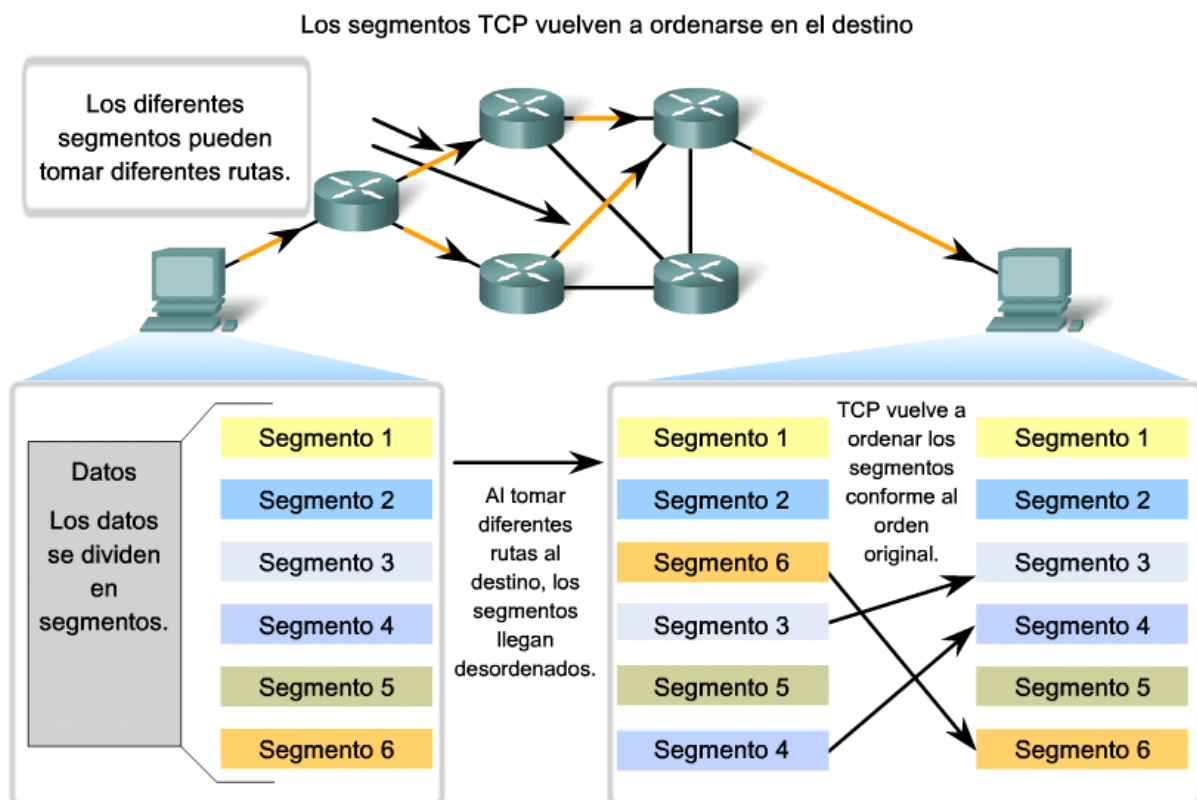 Los segmentos TCP vuelven a ordenarse en el destino
Los diferentes
segmentos pueden
tomar diferentes rutas.
Datos
Los datos
se dividen
en
segmentos.
Segmento 1
Segmento 2
Segmento 3
Segmento 4
Segmento 5
Segmento 6
Al tomar
diferentes
rutas al
destino, los
segmentos
llegan
desordenados.
Segmento 1
Segmento 2
Segmento 6
Segmento 3
Segmento 5
Segmento 4
TCP vuelve a
ordenar los
segmentos
conforme al
orden
original.
Segmento 1
Segmento 2
Segmento 3
Segmento 4
Segmento 5
Segmento 6